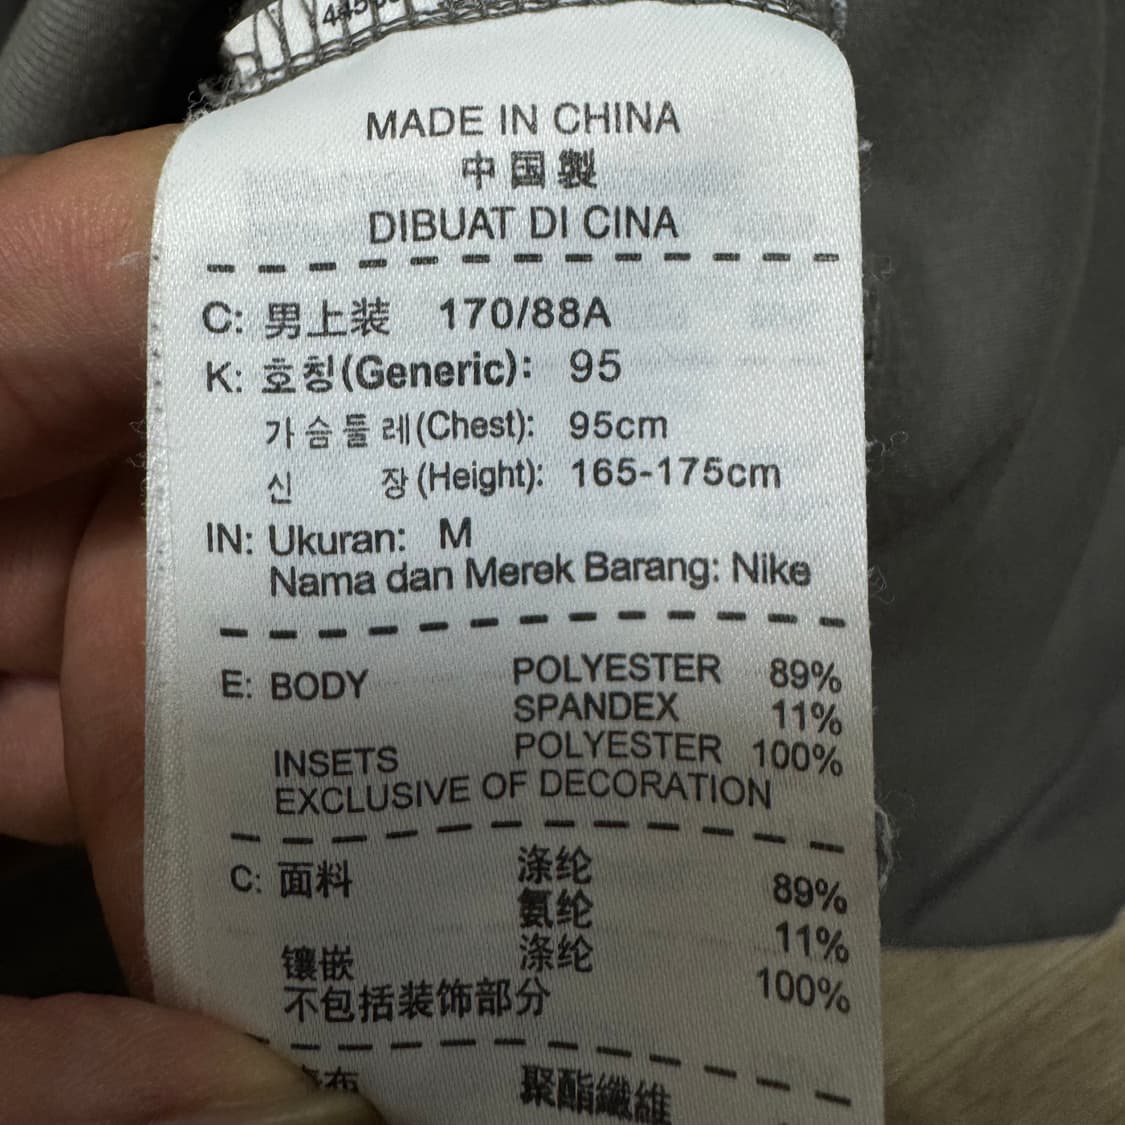 MADE IN CHINA
中国製
DIBUAT DI CINA
C: 男上装 170/88A
K: 호칭(Generic): 95
가슴둘레(Chest): 95cm
신 장(Height): 165-175cm
IN: Ukuran: M
Nama dan Merek Barang: Nike
E: BODY POLYESTER 89%
SPANDEX 11%
INSETS POLYESTER 100%
EXCLUSIVE OF DECORATION
C: 面料 涤纶 89%
氨纶 11%
镶嵌 涤纶 100%
不包括装饰部分
布 聚酯纖維